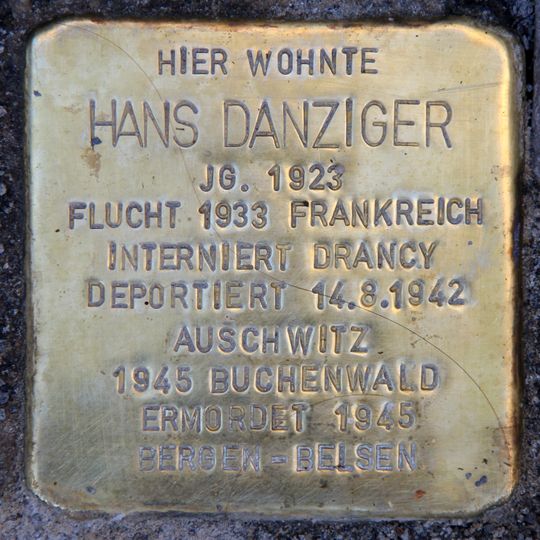 HIER WOHNTE
HANS DANZIGER
JG. 1923
FLUCHT 1933 FRANKREICH
INTERNIERT DRANCY
DEPORTIERT 14.8.1942
AUSCHWITZ
1945 BUCHENWALD
ERMORDET 1945
BERGEN-BELSEN